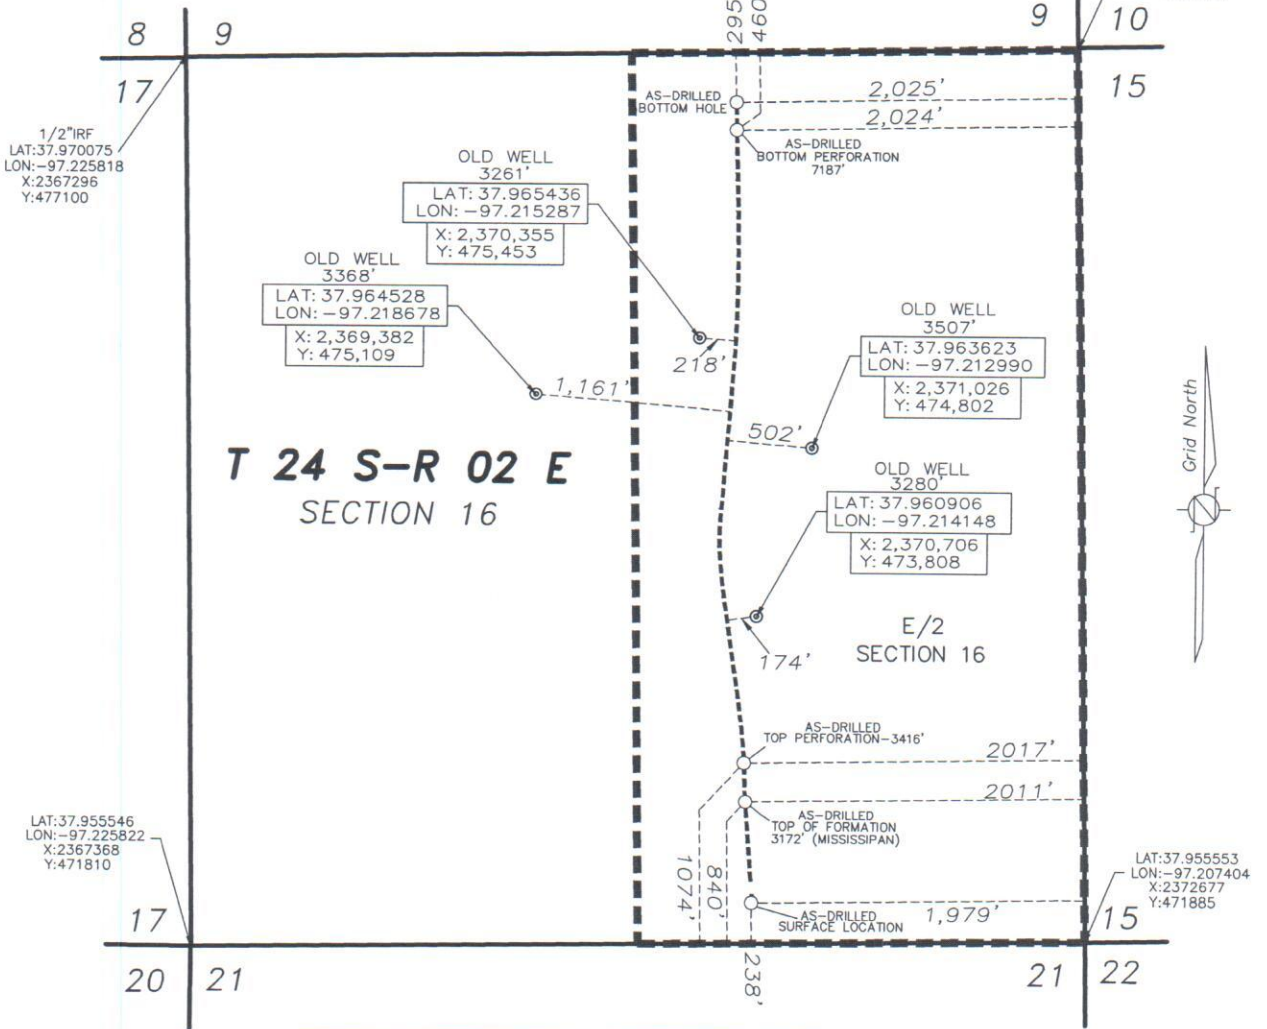 8
9
295
460
9
10
17
15
1/2"IRF
LAT:37.970075
LON:-97.225818
X:2367296
Y:477100
AS-DRILLED
BOTTOM HOLE
2,025'
2,024'
AS-DRILLED
BOTTOM PERFORATION
7187'
OLD WELL
3261'
LAT: 37.965436
LON: -97.215287
X: 2,370,355
Y: 475,453
OLD WELL
3368'
LAT: 37.964528
LON: -97.218678
X: 2,369,382
Y: 475,109
218'
1,161'
OLD WELL
3507'
LAT: 37.963623
LON: -97.212990
X: 2,371,026
Y: 474,802
502'
Grid North
N
T 24 S-R 02 E
SECTION 16
OLD WELL
3280'
LAT: 37.960906
LON: -97.214148
X: 2,370,706
Y: 473,808
174'
E/2
SECTION 16
AS-DRILLED
TOP PERFORATION-3416'
2017'
2011'
AS-DRILLED
TOP OF FORMATION
3172' (MISSISSIPAN)
1074'
840'
LAT:37.955546
LON:-97.225822
X:2367368
Y:471810
LAT:37.955553
LON:-97.207404
X:2372677
Y:471885
AS-DRILLED
SURFACE LOCATION
1,979'
238'
17
15
20
21
21
22